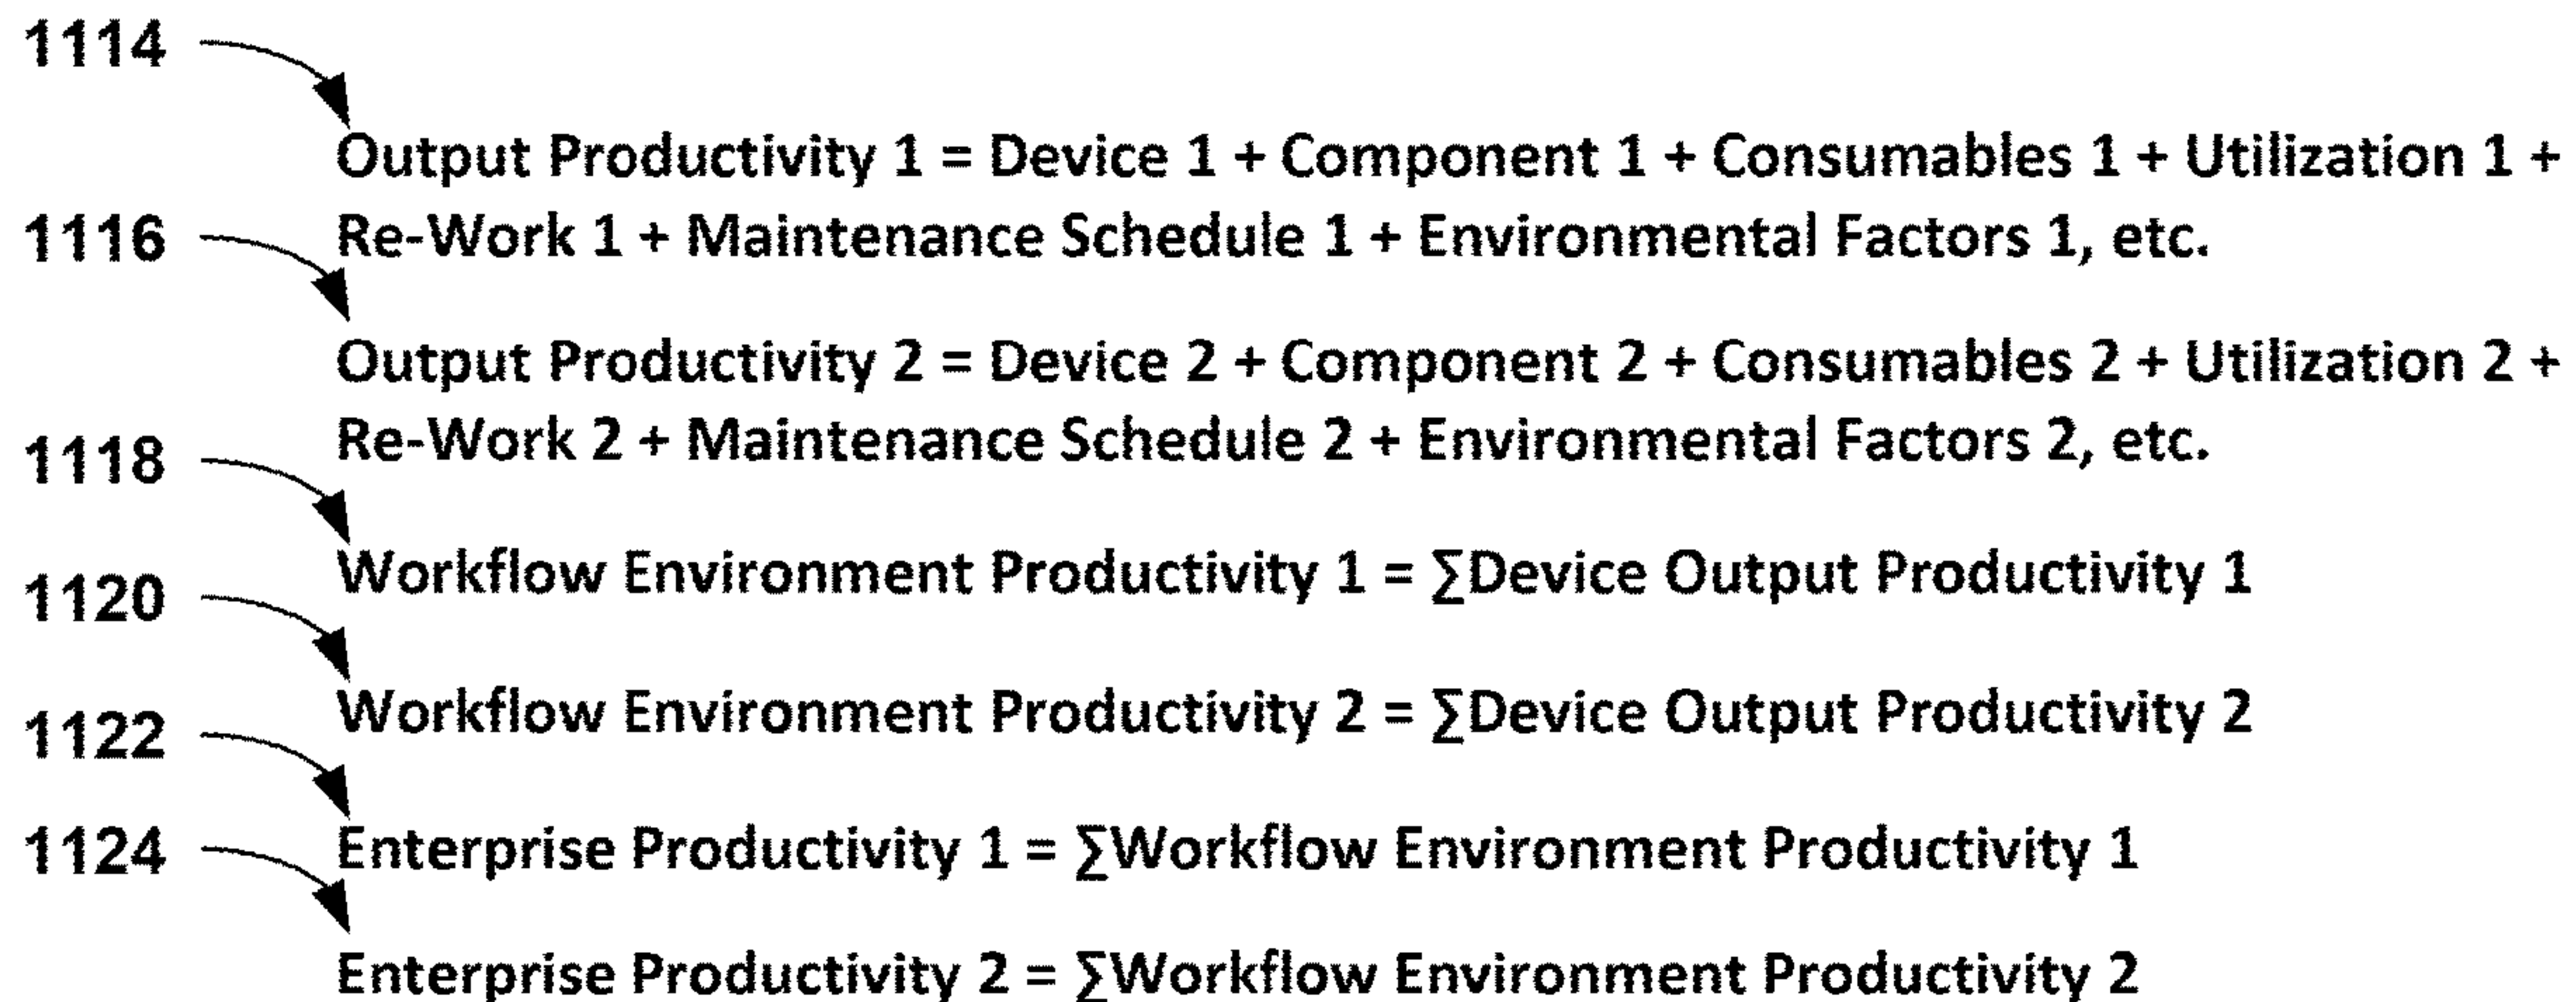 1114
Output Productivity 1 = Device 1 + Component 1 + Consumables 1 + Utilization 1 +
1116 Re-Work 1 + Maintenance Schedule 1 + Environmental Factors 1, etc.
Output Productivity 2 = Device 2 + Component 2 + Consumables 2 + Utilization 2 +
1118 Re-Work 2 + Maintenance Schedule 2 + Environmental Factors 2, etc.
Workflow Environment Productivity 1 = ∑Device Output Productivity 1
1120
Workflow Environment Productivity 2 = ∑Device Output Productivity 2
1122
Enterprise Productivity 1 = ∑Workflow Environment Productivity 1
1124
Enterprise Productivity 2 = ∑Workflow Environment Productivity 2